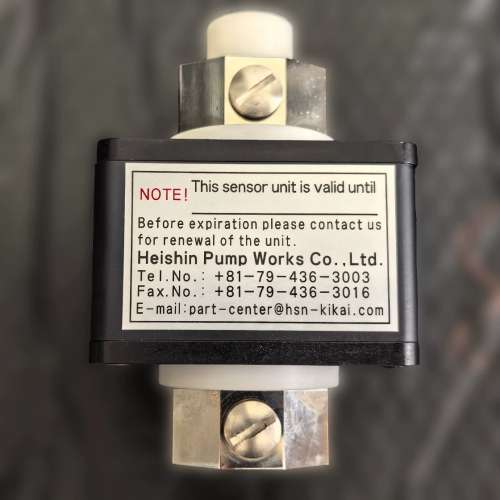 NOTE! This sensor unit is valid until
Before expiration please contact us
for renewal of the unit.
Heishin Pump Works Co.,Ltd.
Tel.No.: +81-79-436-3003
Fax.No.: +81-79-436-3016
E-mail:part-center@hsn-kikai.com